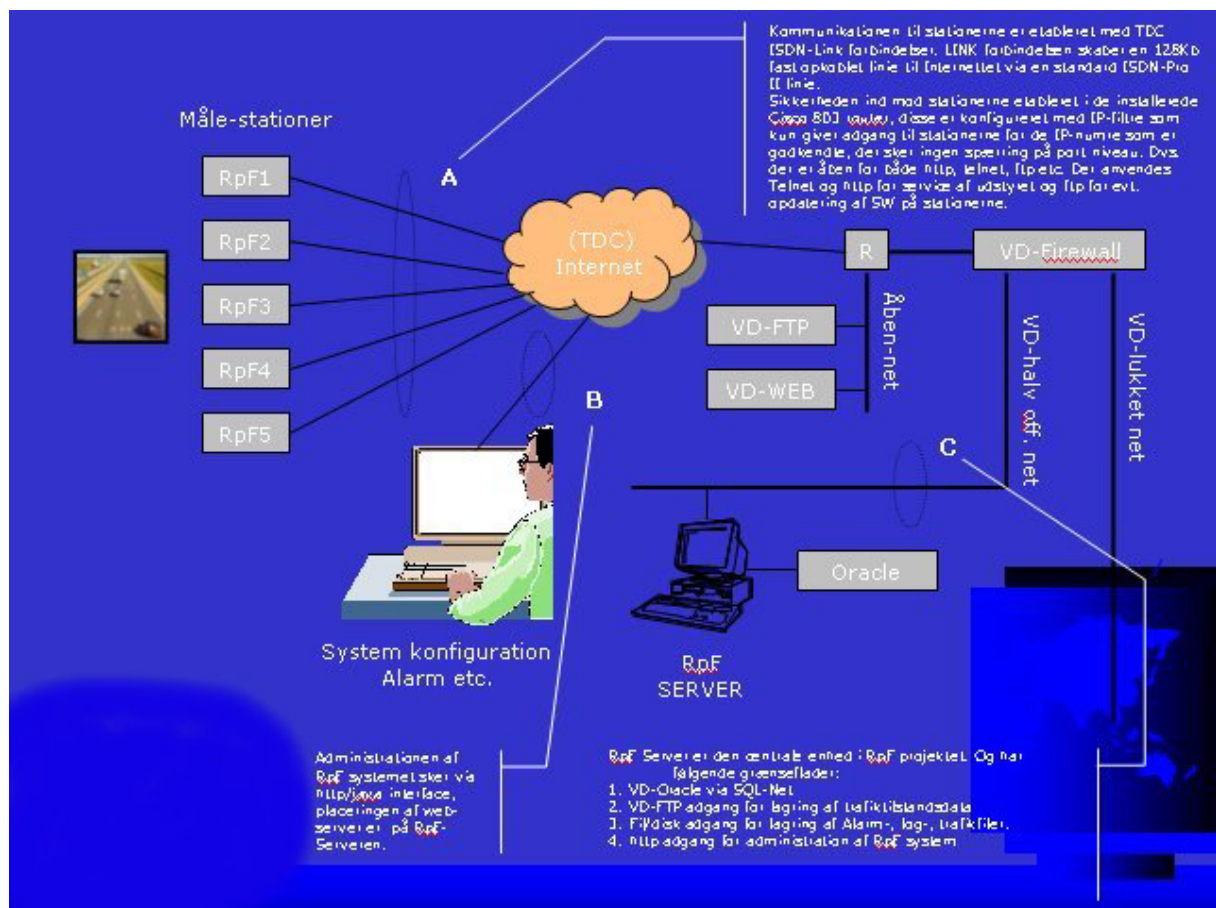 Kommunikationen til stationerne er etableret med TDC
ISDN-Link forbindelser. LINK forbindelsen skaber en 128Kb
fast opkoblet linie til Internettet via en standard ISDN-Pro
II linie.
Sikkerheden ind mod stationerne etableret i de installerede
Cisco 803 router, disse er konfigureret med IP-filtre som
kun giver adgang til stationerne for de IP-numre som er
godkendte, der sker ingen spærring på port niveau. Dvs.
der er åben for både http, telnet, ftp etc. Der anvendes
Telnet og http for service af udstyret og ftp for evt.
opdatering af SW på stationerne.
Måle-stationer
RpF1
RpF2
RpF3
RpF4
RpF5
A
(TDC)
Internet
R
VD-Firewall
VD-FTP
VD-WEB
Åben-net
VD-halv off. net
VD-lukket net
B
C
Oracle
System konfiguration
Alarm etc.
RpF
SERVER
Administrationen af
RpF systemet sker via
http/java interface,
placeringen af web-
server er på RpF-
Serveren.
RpF Server er den centrale enhed i RpF projektet. Og har
følgende grænseflader:
1. VD-Oracle via SQL-Net
2. VD-FTP adgang for lagring af trafiktilstandsdata
3. Fil/disk adgang for lagring af Alarm-, log-, trafikfiler.
4. http adgang for administration af RpF system